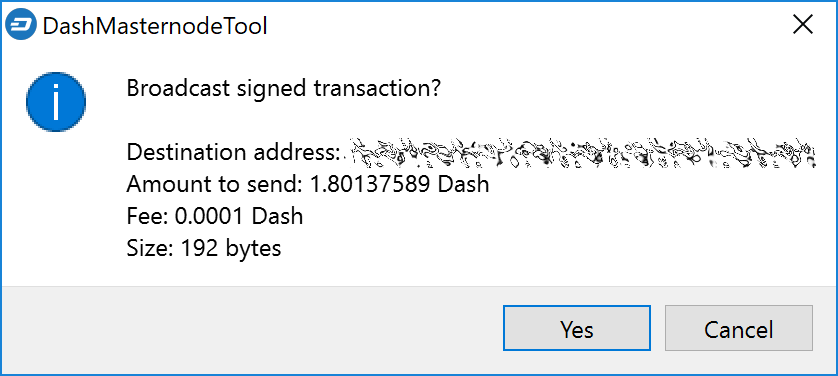 DashMasternodeTool
Broadcast signed transaction?
Destination address:
Amount to send: 1.80137589 Dash
Fee: 0.0001 Dash
Size: 192 bytes
Yes
Cancel